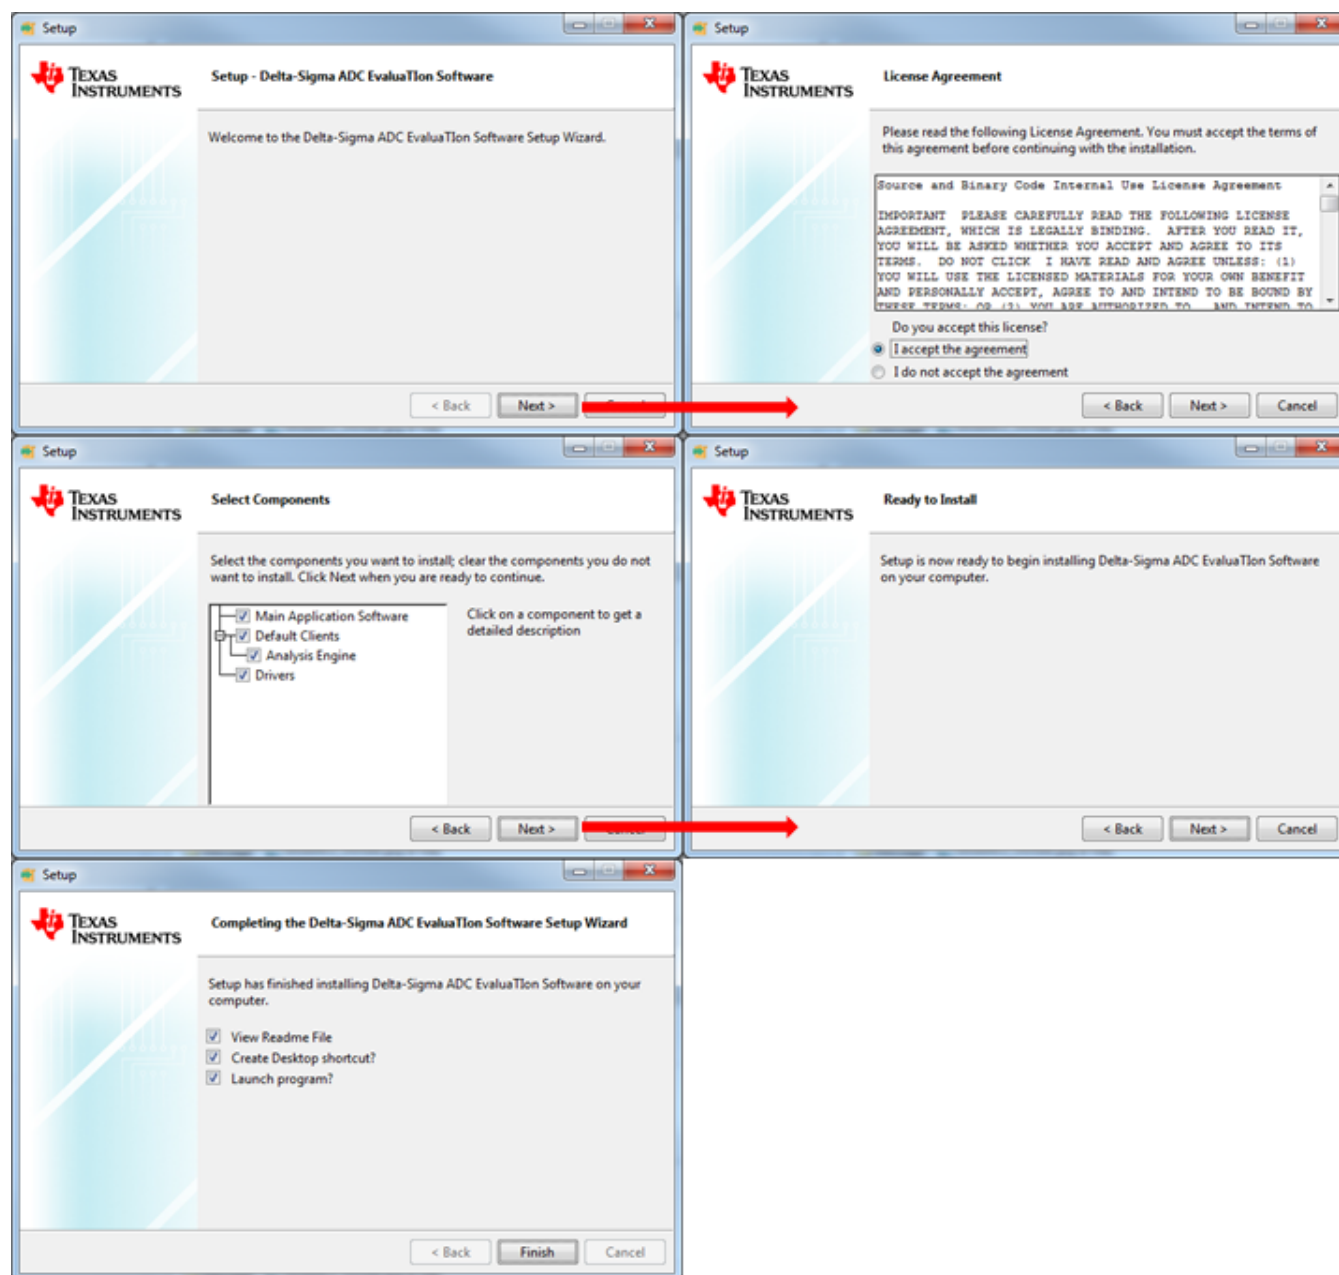 Setup
TEXAS
INSTRUMENTS
Setup - Delta-Sigma ADC EvaluaTIon Software
Welcome to the Delta-Sigma ADC EvaluaTIon Software Setup Wizard.
< Back
Next >
Setup
TEXAS
INSTRUMENTS
License Agreement
Please read the following License Agreement. You must accept the terms of
this agreement before continuing with the installation.
Source and Binary Code Internal Use License Agreement
IMPORTANT PLEASE CAREFULLY READ THE FOLLOWING LICENSE
AGREEMENT, WHICH IS LEGALLY BINDING. AFTER YOU READ IT,
YOU WILL BE ASKED WHETHER YOU ACCEPT AND AGREE TO ITS
TERMS. DO NOT CLICK I HAVE READ AND AGREE UNLESS: (1)
YOU WILL USE THE LICENSED MATERIALS FOR YOUR OWN BENEFIT
AND PERSONALLY ACCEPT, AGREE TO AND INTEND TO BE BOUND BY
THESE TERMS; OR (2) YOU ARE AUTHORIZED TO, AND INTEND TO
Do you accept this license?
I accept the agreement
I do not accept the agreement
< Back
Next >
Cancel
Setup
TEXAS
INSTRUMENTS
Select Components
Select the components you want to install; clear the components you do not
want to install. Click Next when you are ready to continue.
Main Application Software
Default Clients
Analysis Engine
Drivers
Click on a component to get a
detailed description
< Back
Next >
Setup
TEXAS
INSTRUMENTS
Ready to Install
Setup is now ready to begin installing Delta-Sigma ADC EvaluaTIon Software
on your computer.
< Back
Next >
Cancel
Setup
TEXAS
INSTRUMENTS
Completing the Delta-Sigma ADC EvaluaTIon Software Setup Wizard
Setup has finished installing Delta-Sigma ADC EvaluaTIon Software on your
computer.
View Readme File
Create Desktop shortcut?
Launch program?
< Back
Finish
Cancel